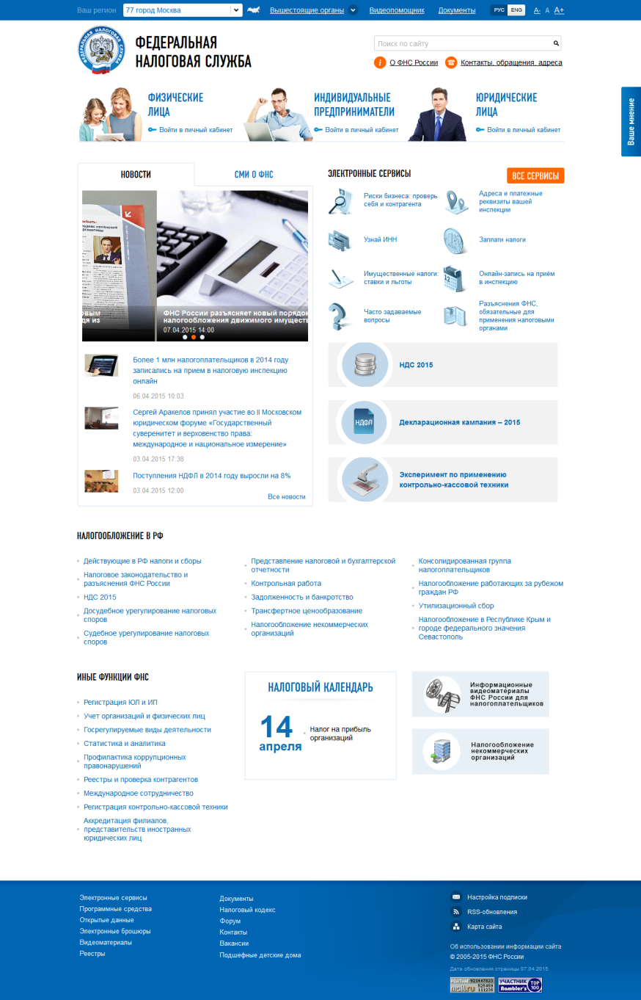 Ваш регион
77 город Москва
Вышестоящие органы
Видеопомощник
Документы
РУС
ENG
A-
A
A+
ФЕДЕРАЛЬНАЯ
НАЛОГОВАЯ СЛУЖБА
Поиск по сайту
О ФНС России
Контакты, обращения, адреса
ФИЗИЧЕСКИЕ
ЛИЦА
Войти в личный кабинет
ИНДИВИДУАЛЬНЫЕ
ПРЕДПРИНИМАТЕЛИ
Войти в личный кабинет
ЮРИДИЧЕСКИЕ
ЛИЦА
Войти в личный кабинет
Ваше мнение
НОВОСТИ
СМИ О ФНС
ФНС России разъясняет новый порядок
налогообложения движимого имуществ
07.04.2015 14:00
Более 1 млн налогоплательщиков в 2014 году
записались на прием в налоговую инспекцию
онлайн
06.04.2015 10:03
Сергей Аракелов принял участие во II Московском
юридическом форуме «Государственный
суверенитет и верховенство права:
международное и национальное измерение»
03.04.2015 17:38
Поступления НДФЛ в 2014 году выросли на 8%
03.04.2015 12:00
Все новости
ЭЛЕКТРОННЫЕ СЕРВИСЫ
ВСЕ СЕРВИСЫ
Риски бизнеса: проверь
себя и контрагента
Адреса и платежные
реквизиты вашей
инспекции
Узнай ИНН
Заплати налоги
Имущественные налоги:
ставки и льготы
Онлайн-запись на приём
в инспекцию
Часто задаваемые
вопросы
Разъяснения ФНС,
обязательные для
применения налоговыми
органами
НДС 2015
НДФЛ
Декларационная кампания – 2015
Эксперимент по применению
контрольно-кассовой техники
НАЛОГООБЛОЖЕНИЕ В РФ
Действующие в РФ налоги и сборы
Налоговое законодательство и
разъяснения ФНС России
НДС 2015
Досудебное урегулирование налоговых
споров
Судебное урегулирование налоговых
споров
Представление налоговой и бухгалтерской
отчетности
Контрольная работа
Задолженность и банкротство
Трансфертное ценообразование
Налогообложение некоммерческих
организаций
Консолидированная группа
налогоплательщиков
Налогообложение работающих за рубежом
граждан РФ
Утилизационный сбор
Налогообложение в Республике Крым и
городе федерального значения
Севастополь
ИНЫЕ ФУНКЦИИ ФНС
Регистрация ЮЛ и ИП
Учет организаций и физических лиц
Госрегулируемые виды деятельности
Статистика и аналитика
Профилактика коррупционных
правонарушений
Реестры и проверка контрагентов
Международное сотрудничество
Регистрация контрольно-кассовой техники
Аккредитация филиалов,
представительств иностранных
юридических лиц
НАЛОГОВЫЙ КАЛЕНДАРЬ
14
апреля
Налог на прибыль
организаций
Информационные
видеоматериалы
ФНС России для
налогоплательщиков
Налогообложение
некоммерческих
организаций
Электронные сервисы
Программные средства
Открытые данные
Электронные брошюры
Видеоматериалы
Реестры
Документы
Налоговый кодекс
Форум
Контакты
Вакансии
Подшефные детские дома
Настройка подписки
RSS-обновления
Карта сайта
Об использовании информации сайта
© 2005-2015 ФНС России
Дата обновления страницы 07.04.2015
mail.ru
УЧАСТНИК
Rambler's
TOP
100